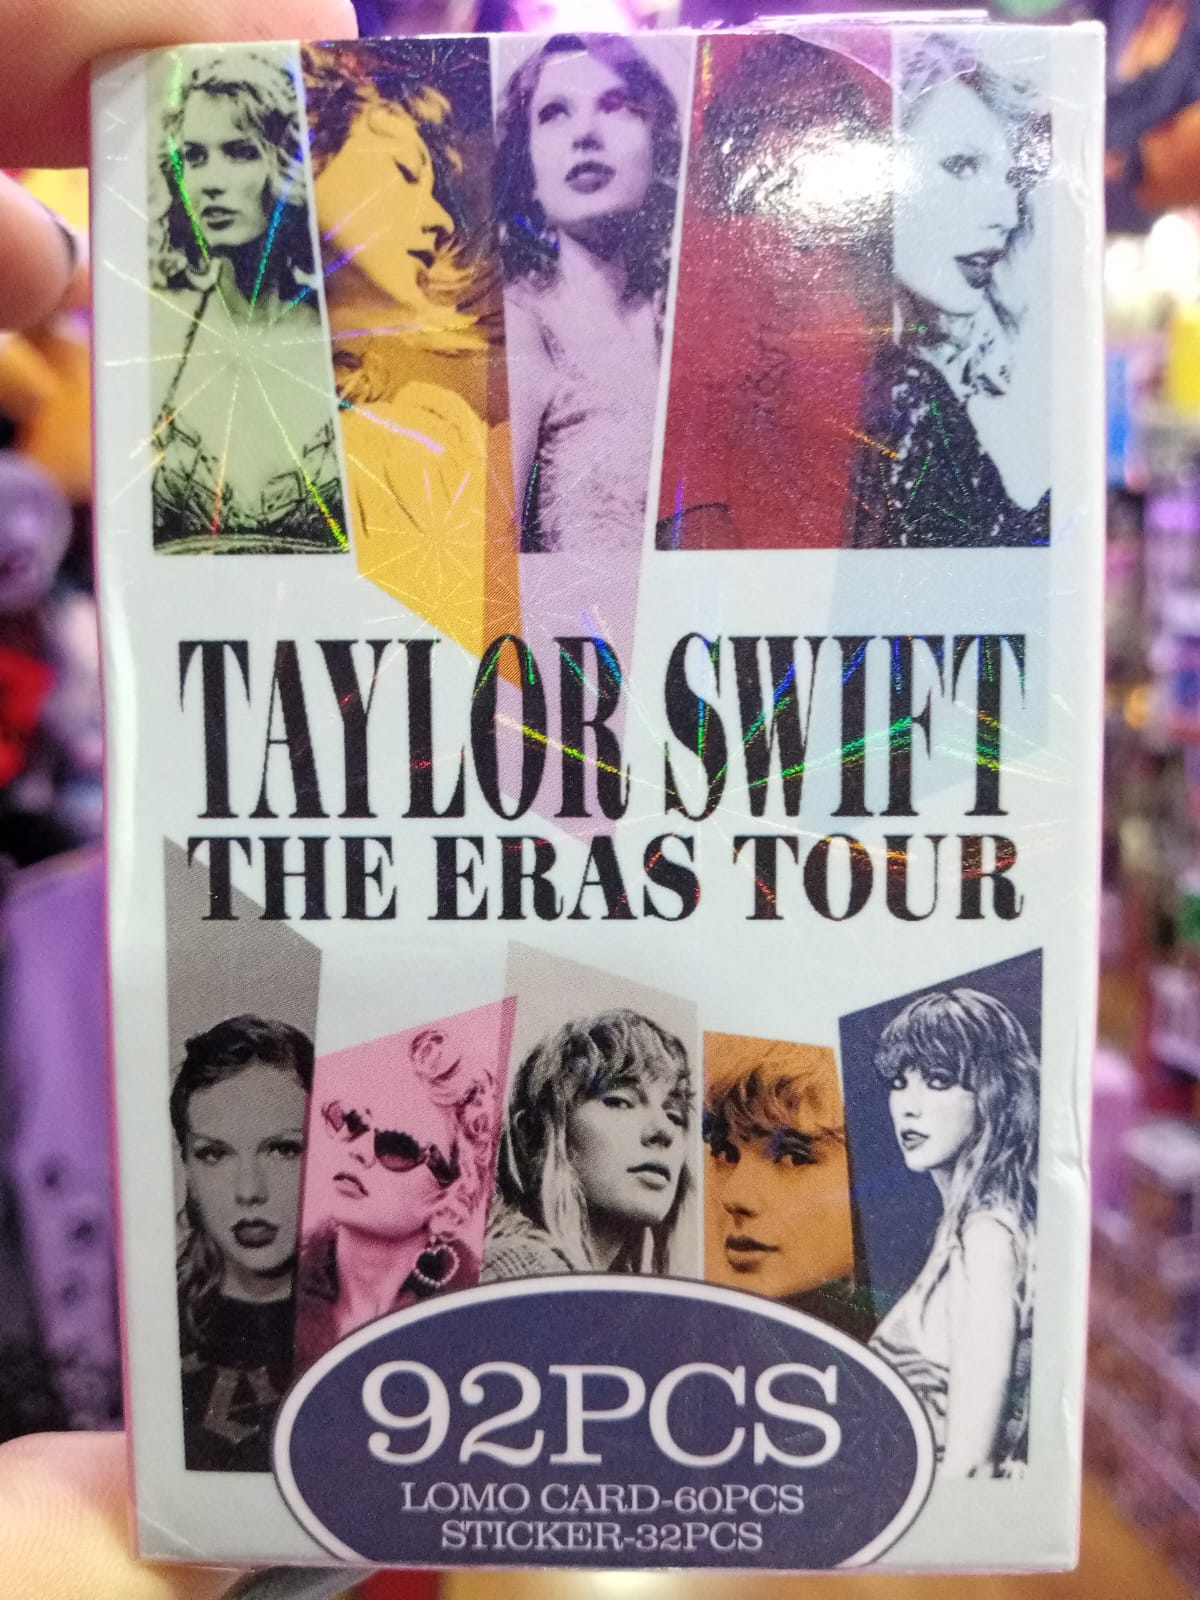 TAYLOR SWIFT
THE ERAS TOUR
92PCS
LOMO CARD-60PCS
STICKER-32PCS